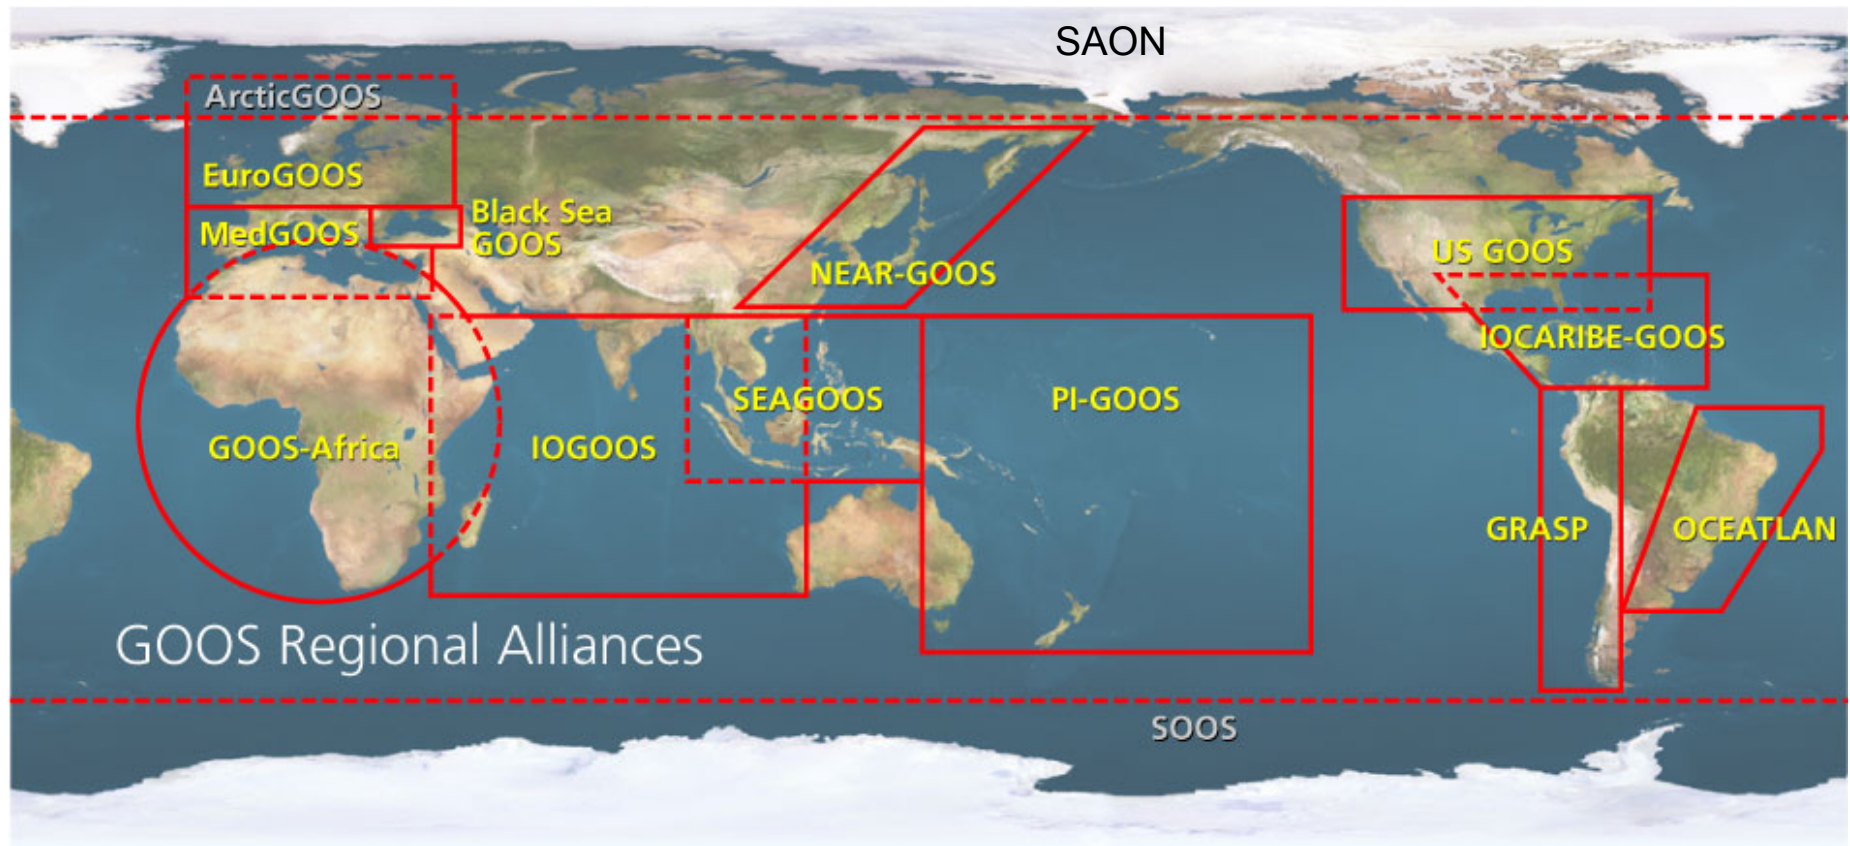 SAON
ArcticGOOS
EuroGOOS
MedGOOS
Black Sea
GOOS
NEAR-GOOS
US GOOS
IOCARIBE-GOOS
SEAGOOS
PI-GOOS
GOOS-Africa
IOGOOS
GRASP
OCEATLAN
GOOS Regional Alliances
SOOS